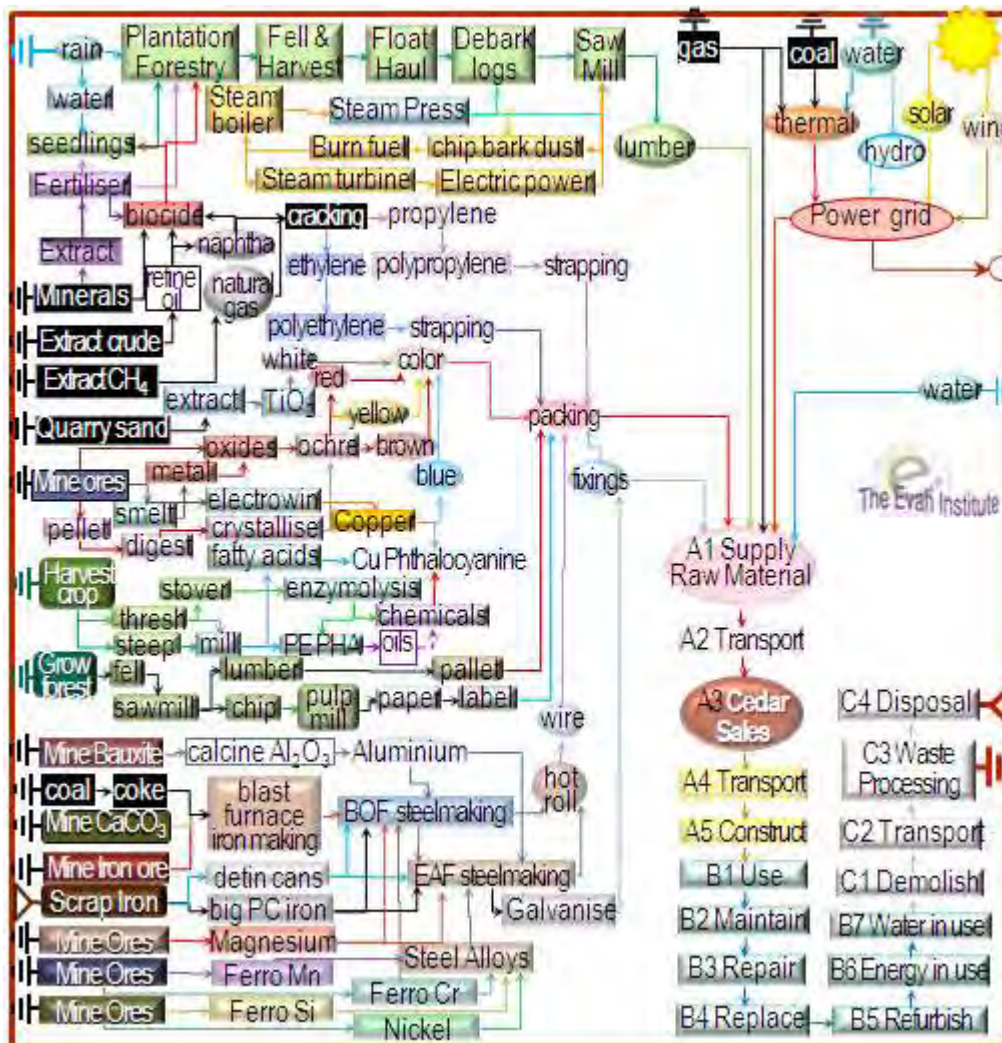 rain
Plantation
Forestry
Fell &
Harvest
Float
Haul
Debark
logs
Saw
Mill
gas
coal
water
water
Steam
boiler
Steam Press
thermal
solar
wind
seedlings
Burn fuel
chip bark dust
lumber
hydro
Fertiliser
Steam turbine
Electric power
biocide
cracking
propylene
Power grid
Extract
naphtha
ethylene
polypropylene
strapping
Minerals
refine
oil
natural
gas
Extract crude
polyethylene
strapping
white
color
Extract CH4
red
extract
TiO2
yellow
packing
water
Quarry sand
oxides
ochre
brown
metal
blue
fixings
Mine ores
smelt
electrowin
The Evah Institute
pellet
crystallise
Copper
digest
fatty acids
Cu Phthalocyanine
A1 Supply
Raw Material
Harvest
crop
stover
enzymolysis
thresh
chemicals
steep
mill
PE PHA
oils
A2 Transport
Grow
forest
fell
lumber
pallet
sawmill
chip
pulp
mill
paper
label
A3 Cedar
Sales
C4 Disposal
wire
Mine Bauxite
calcine Al2O3
Aluminium
C3 Waste
Processing
coal
coke
hot
roll
A4 Transport
blast
furnace
iron making
BOF steelmaking
Mine CaCO3
A5 Construct
C2 Transport
Mine Iron ore
detin cans
EAF steelmaking
B1 Use
C1 Demolish
Scrap Iron
big PC iron
Galvanise
B2 Maintain
B7 Water in use
Mine Ores
Magnesium
Steel Alloys
Mine Ores
Ferro Mn
B3 Repair
B6 Energy in use
Ferro Cr
Mine Ores
Ferro Si
Nickel
B4 Replace
B5 Refurbish